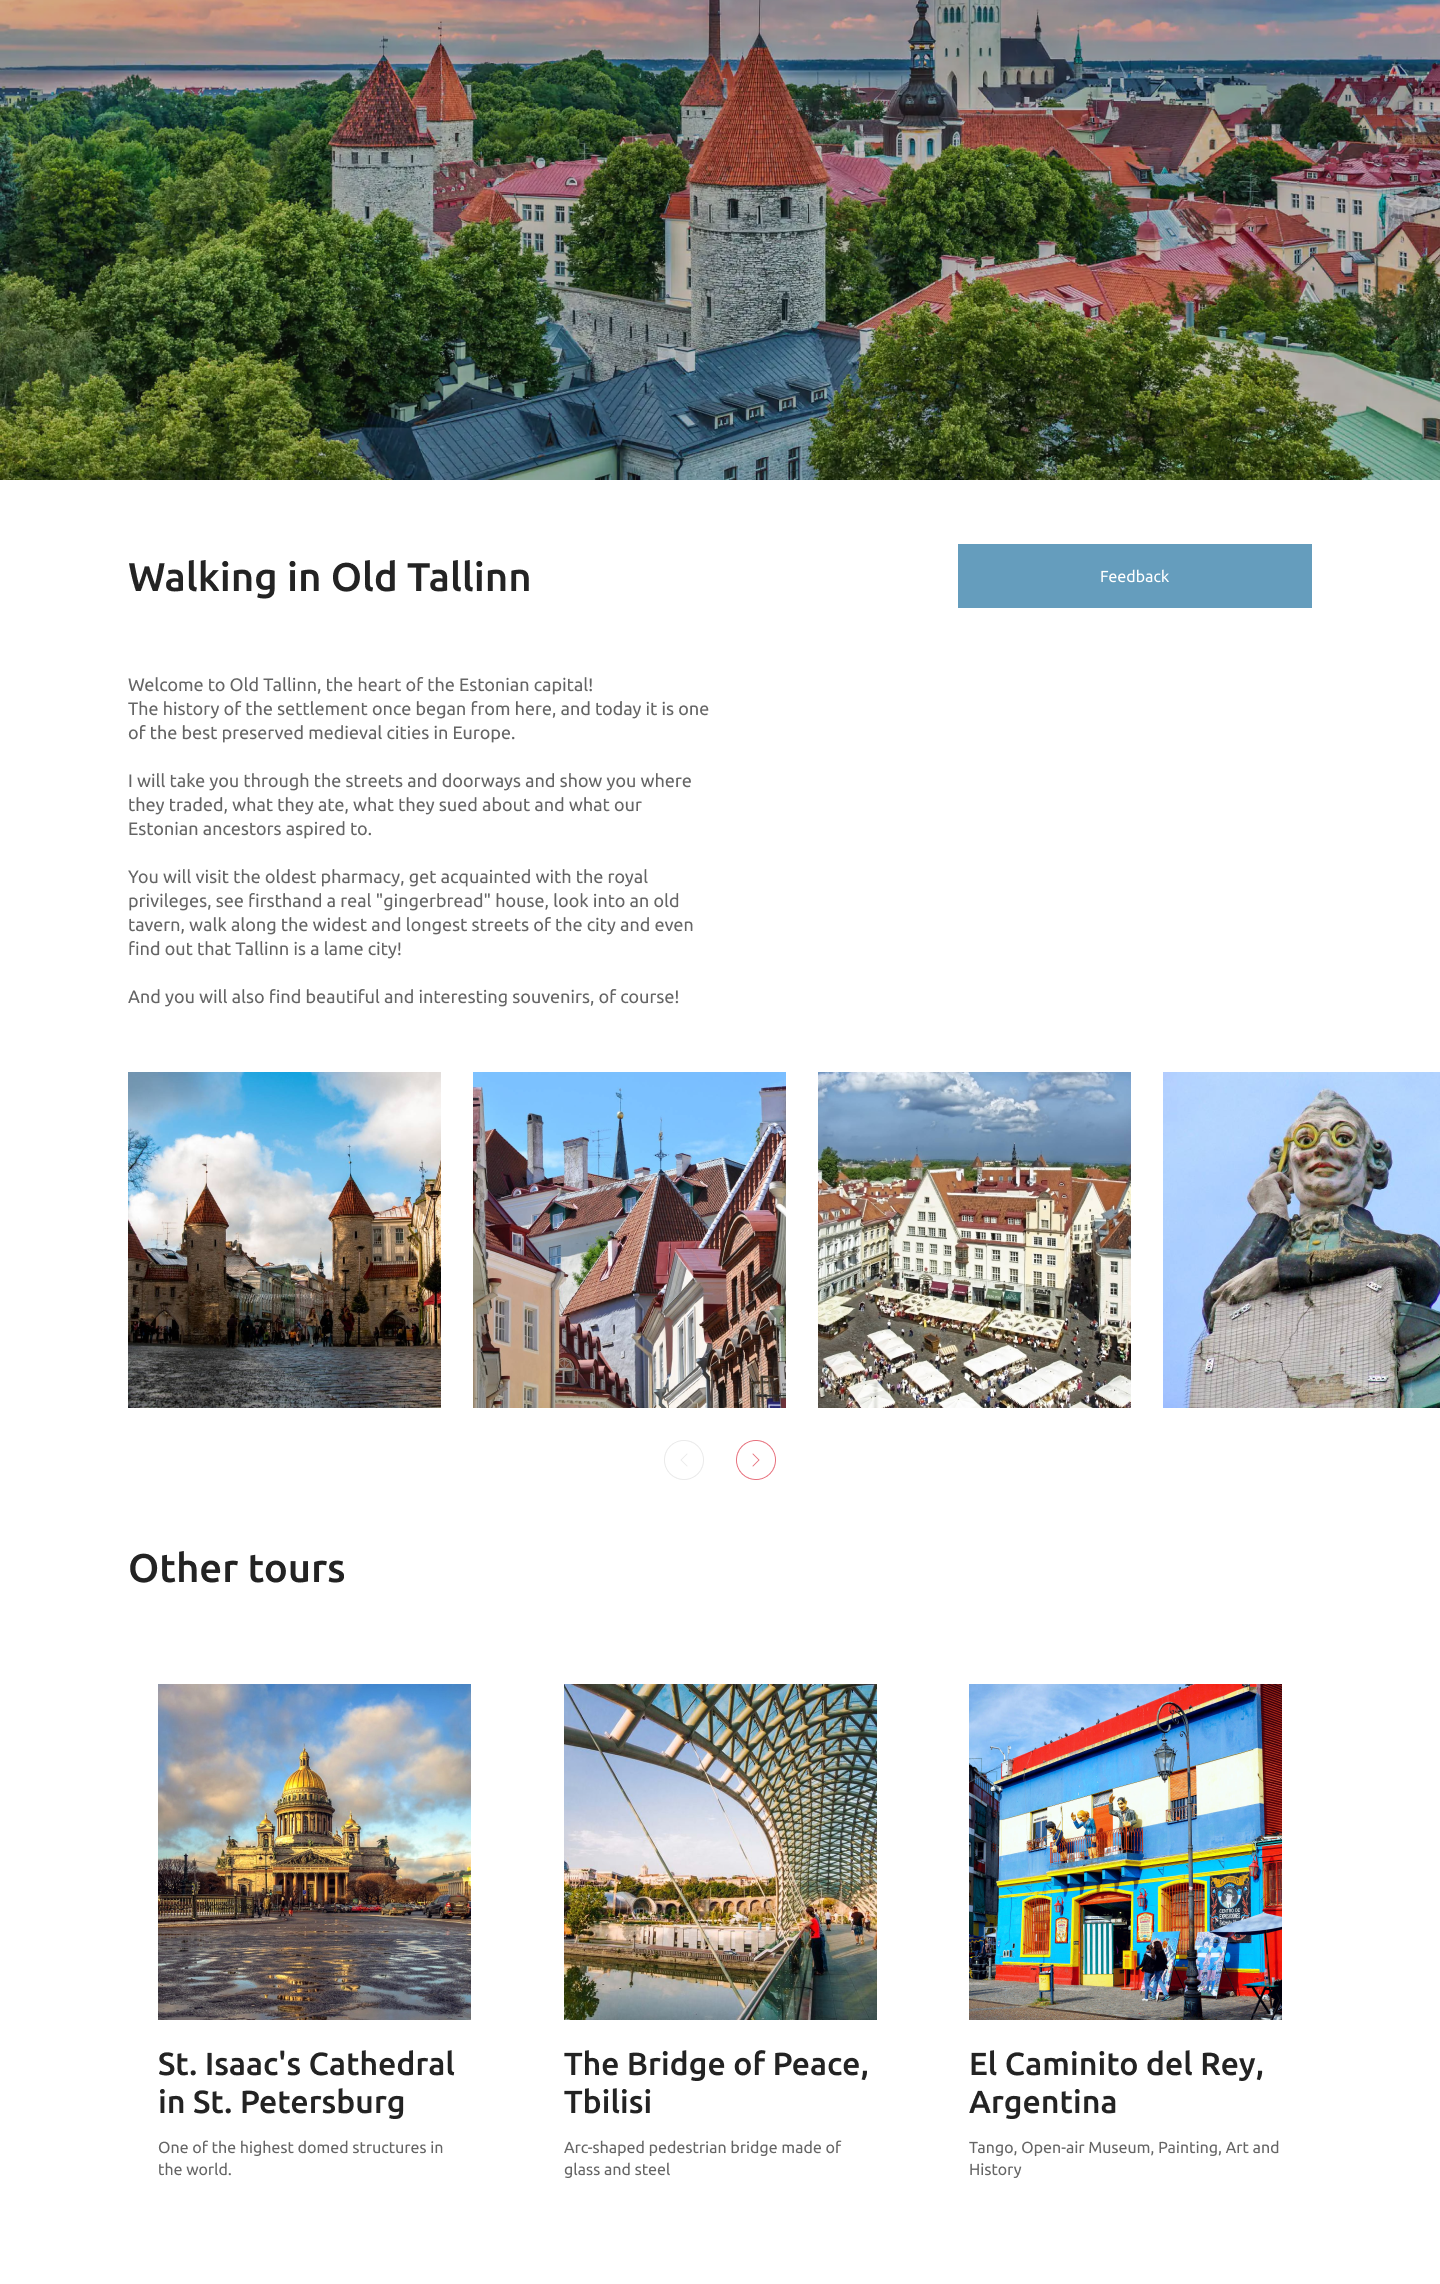 Walking in Old Tallinn
Feedback
Welcome to Old Tallinn, the heart of the Estonian capital!
The history of the settlement once began from here, and today it is one
of the best preserved medieval cities in Europe.
I will take you through the streets and doorways and show you where
they traded, what they ate, what they sued about and what our
Estonian ancestors aspired to.
You will visit the oldest pharmacy, get acquainted with the royal
privileges, see firsthand a real "gingerbread" house, look into an old
tavern, walk along the widest and longest streets of the city and even
find out that Tallinn is a lame city!
And you will also find beautiful and interesting souvenirs, of course!
Other tours
St. Isaac's Cathedral
in St. Petersburg
One of the highest domed structures in
the world.
The Bridge of Peace,
Tbilisi
Arc-shaped pedestrian bridge made of
glass and steel
El Caminito del Rey,
Argentina
Tango, Open-air Museum, Painting, Art and
History